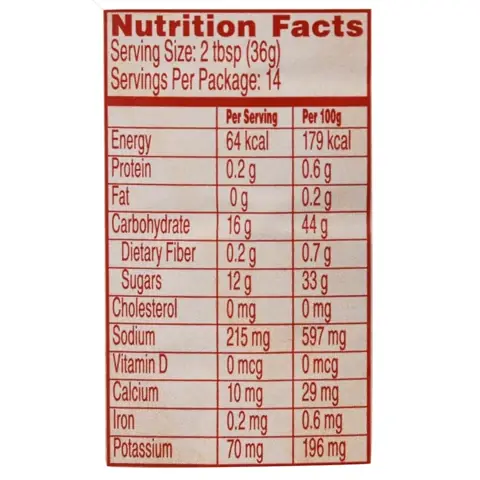 Nutrition Facts
Serving Size: 2 tbsp (36g)
Servings Per Package: 14
Per Serving Per 100g
Energy 64 kcal 179 kcal
Protein 0.2 g 0.6 g
Fat 0 g 0.2 g
Carbohydrate 16 g 44 g
Dietary Fiber 0.2 g 0.7 g
Sugars 12 g 33 g
Cholesterol 0 mg 0 mg
Sodium 215 mg 597 mg
Vitamin D 0 mcg 0 mcg
Calcium 10 mg 29 mg
Iron 0.2 mg 0.6 mg
Potassium 70 mg 196 mg